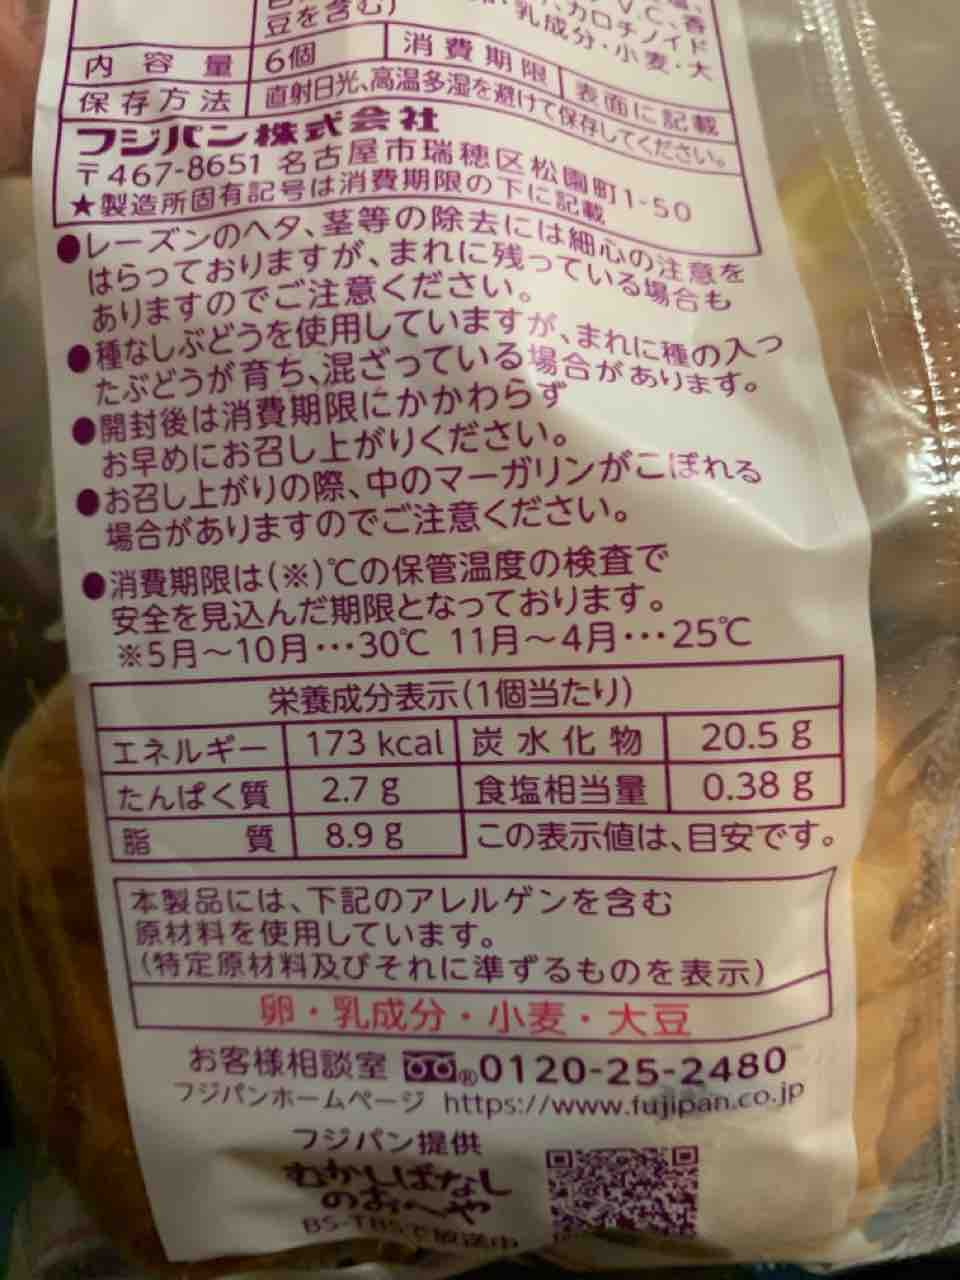 V.C、香
カロチノイド
豆を含む)
乳成分・小麦・大
内容量 6個 消費期限 表面に記載
保存方法 直射日光、高温多湿を避けて保存してください。
フジパン株式会社
〒467-8651 名古屋市瑞穂区松園町1-50
★製造所固有記号は消費期限の下に記載
●レーズンのヘタ、茎等の除去には細心の注意を
はらっておりますが、まれに残っている場合も
ありますのでご注意ください。
●種なしぶどうを使用していますが、まれに種の入っ
たぶどうが育ち、混ざっている場合があります。
●開封後は消費期限にかかわらず
お早めにお召し上がりください。
●お召し上がりの際、中のマーガリンがこぼれる
場合がありますのでご注意ください。
●消費期限は(※)℃の保管温度の検査で
安全を見込んだ期限となっております。
※5月〜10月…30℃ 11月〜4月…25℃
栄養成分表示(1個当たり)
エネルギー 173 kcal 炭水化物 20.5 g
たんぱく質 2.7 g 食塩相当量 0.38 g
脂質 8.9 g この表示値は、目安です。
本製品には、下記のアレルゲンを含む
原材料を使用しています。
(特定原材料及びそれに準ずるものを表示)
卵・乳成分・小麦・大豆
お客様相談室 ®0120-25-2480
フジパンホームページ https://www.fujipan.co.jp
フジパン提供
むかしばなし
のおへや
BS-TBSで放送中